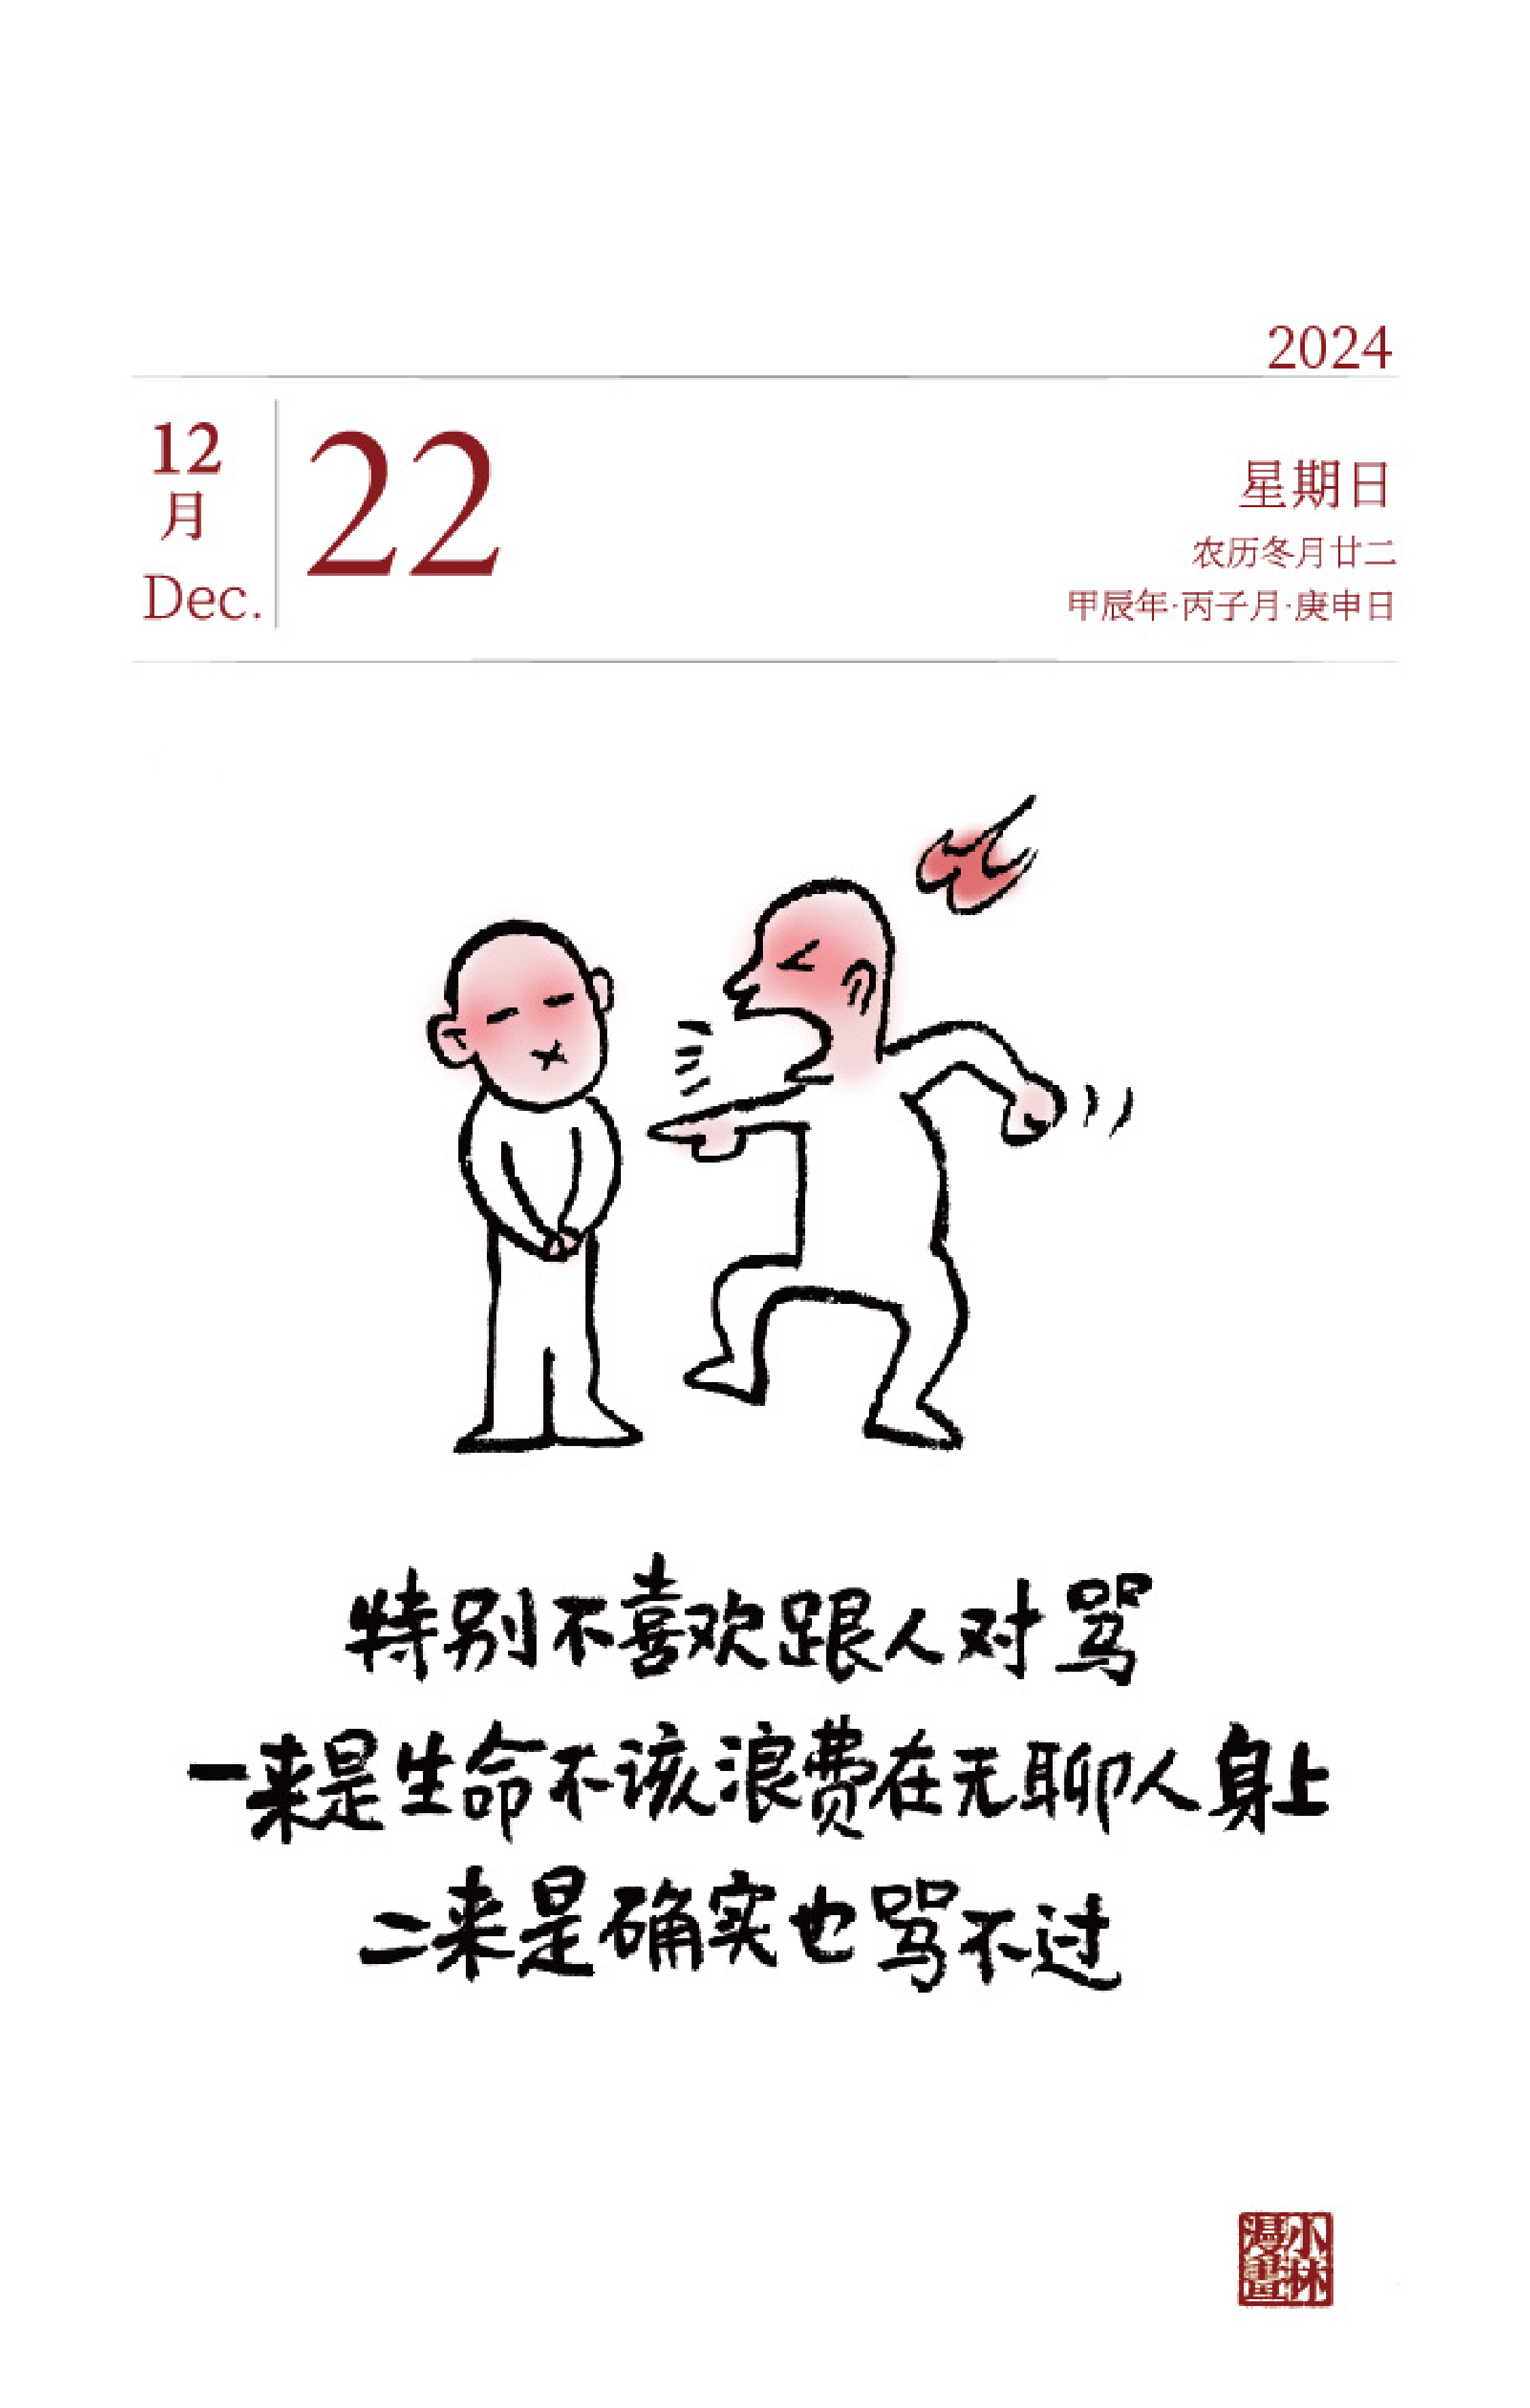 2024
12
月
Dec.
22
星期日
农历冬月廿二
甲辰年·丙子月·庚申日
特别不喜欢跟人对骂
一来是生命不该浪费在无聊人身上
二来是确实也骂不过
小林
漫畫